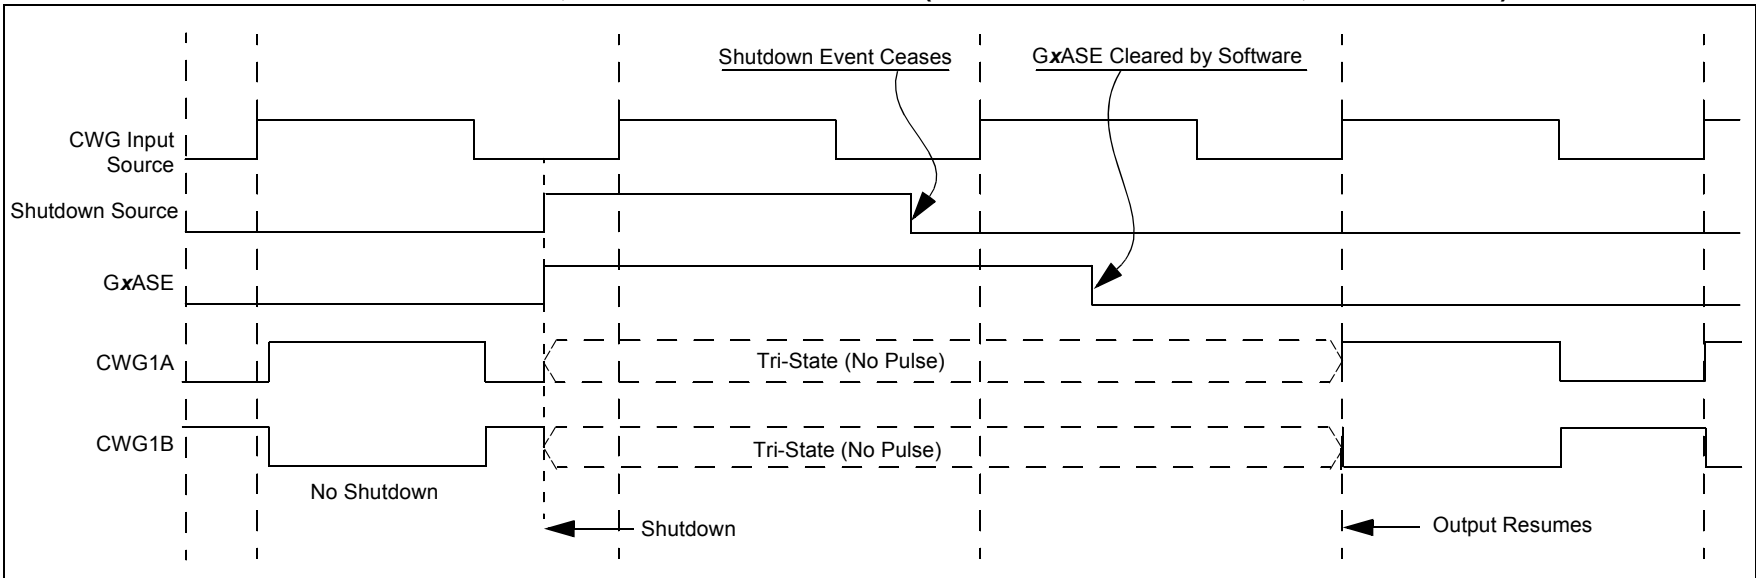 Shutdown Event Ceases
GxASE Cleared by Software
CWG Input
Source
Shutdown Source
GxASE
CWG1A
Tri-State (No Pulse)
CWG1B
Tri-State (No Pulse)
No Shutdown
Shutdown
Output Resumes